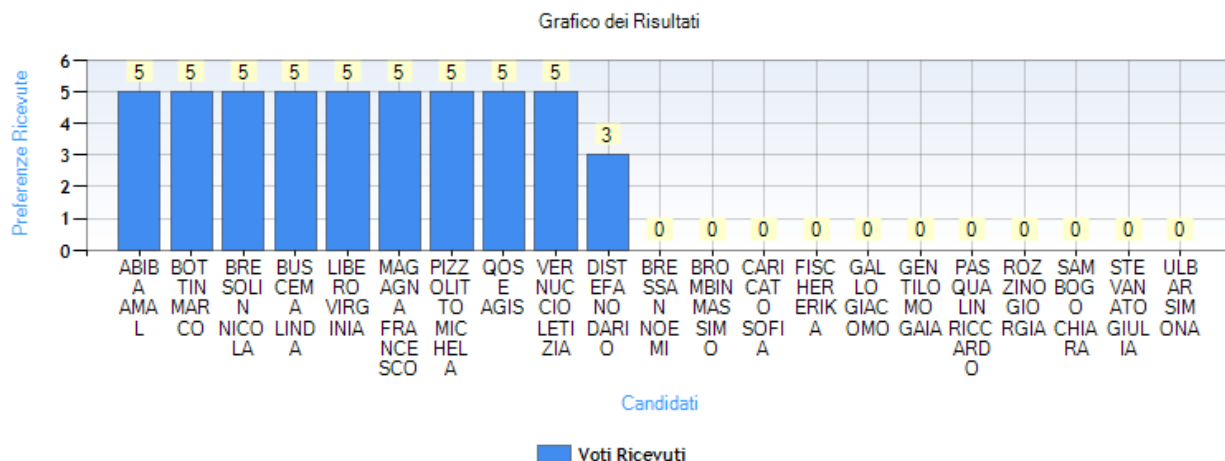 Grafico dei Risultati
Preferenze Ricevute
6
5
4
3
2
1
0
5 5 5 5 5 5 5 5 5 3 0 0 0 0 0 0 0 0 0 0 0
ABIB BOT BRE BUS LIBE MAG PIZZ QOS VER DIST BRE BRO CARI FISC GAL GEN PAS ROZ SAM STE ULB
A TIN SOLI CEM RO AGN OLIT E NUC EFA SSA MBIN CAT HER LO TILO QUA ZINO BOG VAN AR
AMA MAR N A VIRG A TO AGIS CIO NO N MAS O ERIK GIAC MO LIN GIO O ATO SIM
L CO NICO LIND INIA FRA MIC LETI DARI NOE SIM SOFI A OMO GAIA RICC RGIA CHIA GIUL ONA
LA A NCE HEL ZIA O MI O A ARD RA IA
SCO A O
Candidati
Voti Ricevuti